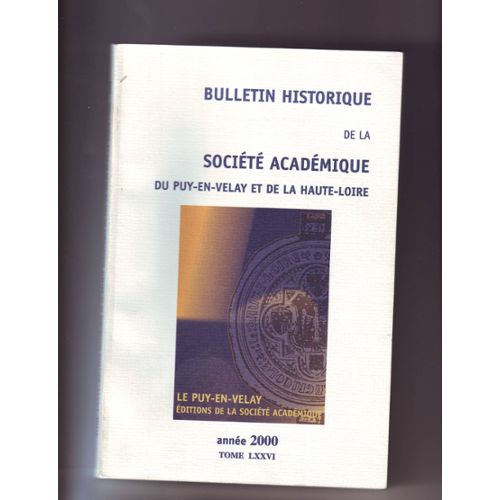 BULLETIN HISTORIQUE
DE LA
SOCIÉTÉ ACADÉMIQUE
DU PUY-EN-VELAY ET DE LA HAUTE-LOIRE
LE PUY-EN-VELAY
ÉDITIONS DE LA SOCIÉTÉ ACADÉMIQUE
année 2000
TOME LXXVI